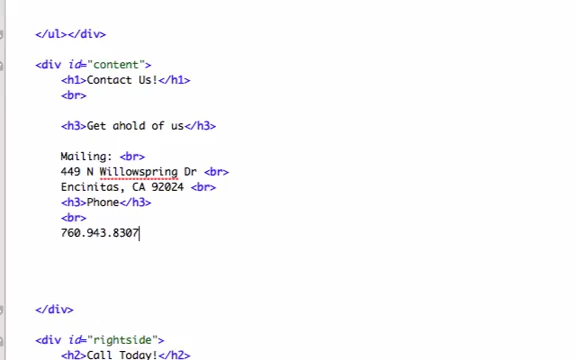 </ul></div>
<div id="content">
<h1>Contact Us!</h1>
<br>
<h3>Get ahold of us</h3>
Mailing: <br>
449 N Willowspring Dr <br>
Encinitas, CA 92024 <br>
<h3>Phone</h3>
<br>
760.943.8307
</div>
<div id="rightside">
<h2>Call Today!</h2>